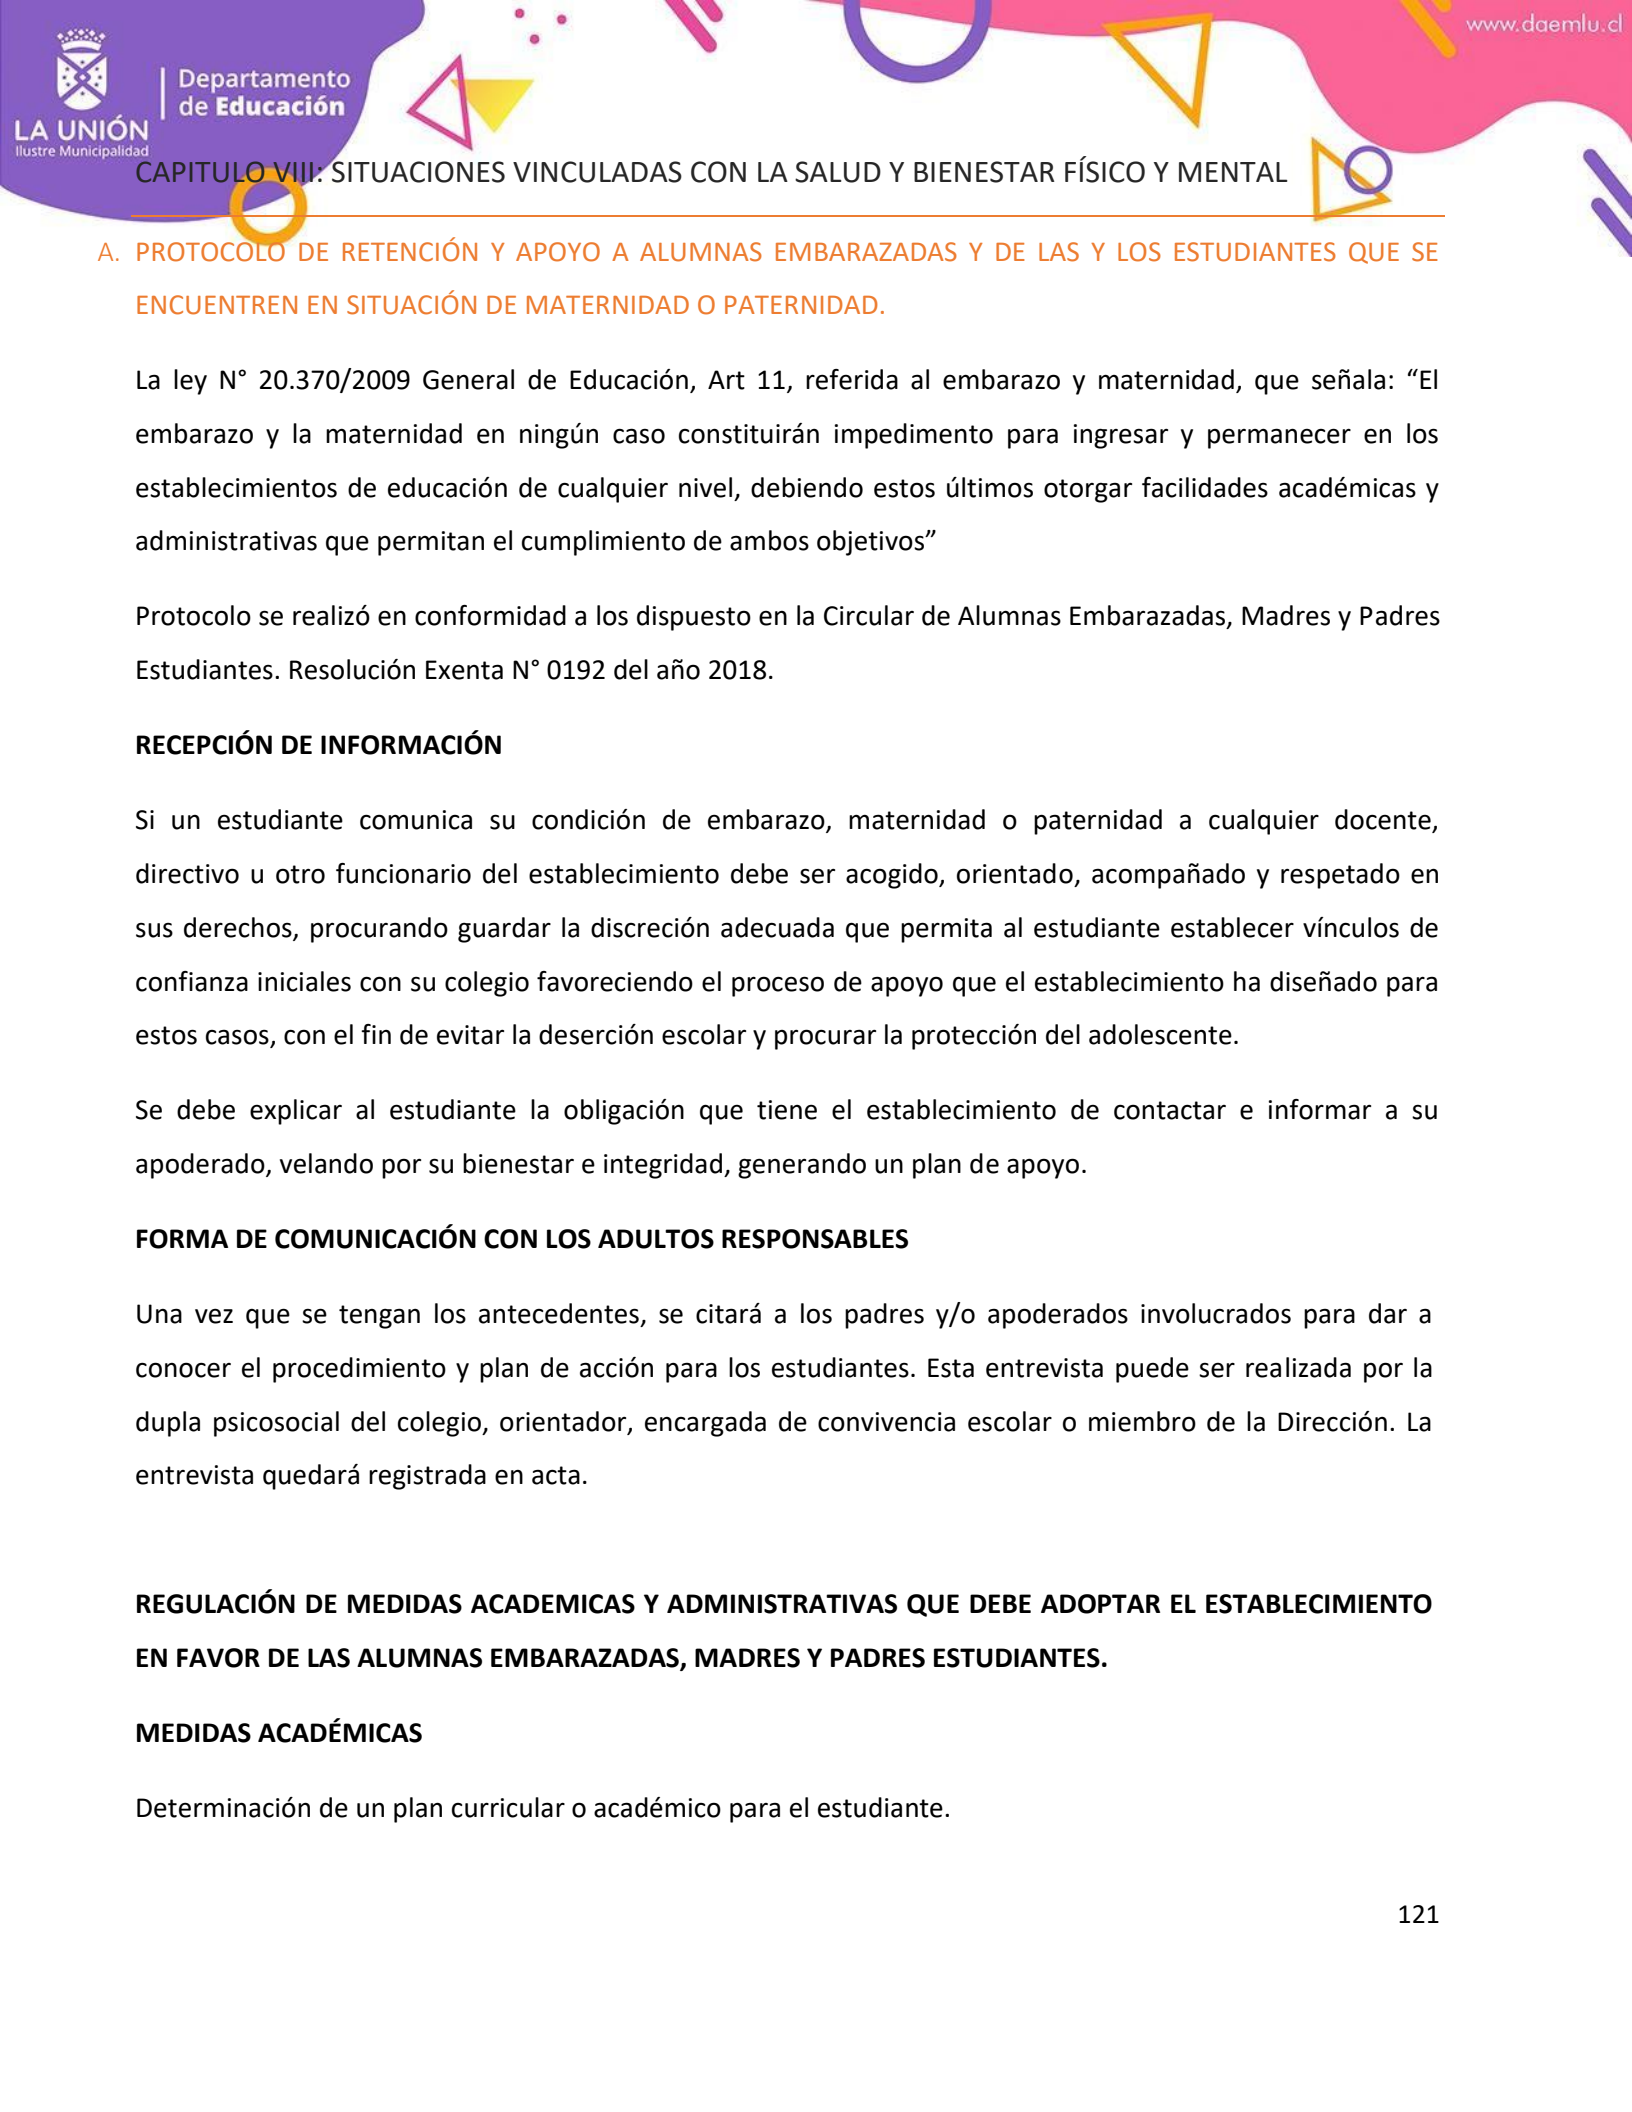 www.daemlu.cl
Departamento
de Educación
LA UNIÓN
Ilustre Municipalidad
CAPITULO VIII: SITUACIONES VINCULADAS CON LA SALUD Y BIENESTAR FÍSICO Y MENTAL
A. PROTOCOLO DE RETENCIÓN Y APOYO A ALUMNAS EMBARAZADAS Y DE LAS Y LOS ESTUDIANTES QUE SE
ENCUENTREN EN SITUACIÓN DE MATERNIDAD O PATERNIDAD.
La ley N° 20.370/2009 General de Educación, Art 11, referida al embarazo y maternidad, que señala: “El
embarazo y la maternidad en ningún caso constituirán impedimento para ingresar y permanecer en los
establecimientos de educación de cualquier nivel, debiendo estos últimos otorgar facilidades académicas y
administrativas que permitan el cumplimiento de ambos objetivos”
Protocolo se realizó en conformidad a los dispuesto en la Circular de Alumnas Embarazadas, Madres y Padres
Estudiantes. Resolución Exenta N° 0192 del año 2018.
RECEPCIÓN DE INFORMACIÓN
Si un estudiante comunica su condición de embarazo, maternidad o paternidad a cualquier docente,
directivo u otro funcionario del establecimiento debe ser acogido, orientado, acompañado y respetado en
sus derechos, procurando guardar la discreción adecuada que permita al estudiante establecer vínculos de
confianza iniciales con su colegio favoreciendo el proceso de apoyo que el establecimiento ha diseñado para
estos casos, con el fin de evitar la deserción escolar y procurar la protección del adolescente.
Se debe explicar al estudiante la obligación que tiene el establecimiento de contactar e informar a su
apoderado, velando por su bienestar e integridad, generando un plan de apoyo.
FORMA DE COMUNICACIÓN CON LOS ADULTOS RESPONSABLES
Una vez que se tengan los antecedentes, se citará a los padres y/o apoderados involucrados para dar a
conocer el procedimiento y plan de acción para los estudiantes. Esta entrevista puede ser realizada por la
dupla psicosocial del colegio, orientador, encargada de convivencia escolar o miembro de la Dirección. La
entrevista quedará registrada en acta.
REGULACIÓN DE MEDIDAS ACADEMICAS Y ADMINISTRATIVAS QUE DEBE ADOPTAR EL ESTABLECIMIENTO
EN FAVOR DE LAS ALUMNAS EMBARAZADAS, MADRES Y PADRES ESTUDIANTES.
MEDIDAS ACADÉMICAS
Determinación de un plan curricular o académico para el estudiante.
121